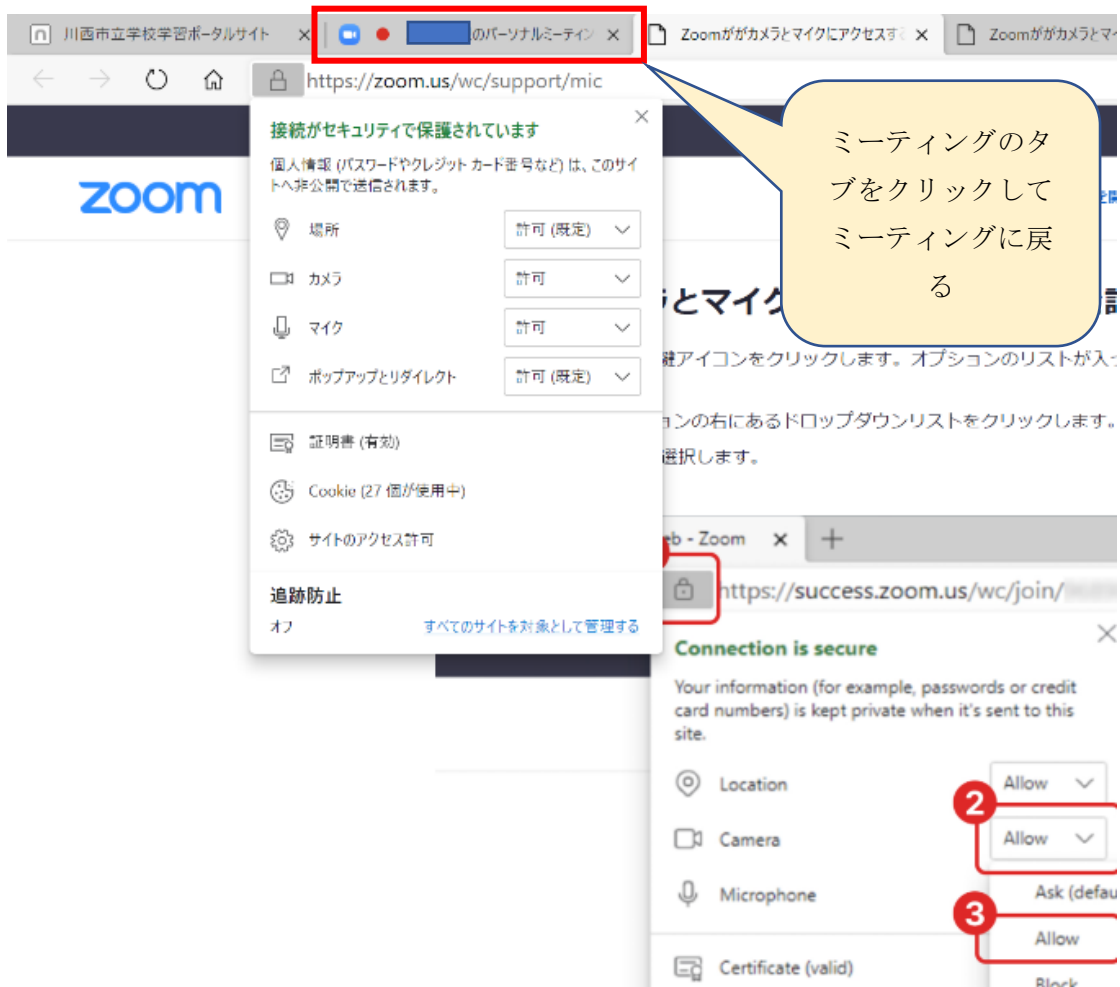 川西市立学校学習ポータルサイト
のパーソナルミーティン
Zoomががカメラとマイクにアクセスする
Zoomががカメラとマイ
https://zoom.us/wc/support/mic
接続がセキュリティで保護されています
個人情報 (パスワードやクレジット カード番号など) は、このサイ
トへ非公開で送信されます。
場所
許可 (既定)
カメラ
許可
マイク
許可
ポップアップとリダイレクト
許可 (既定)
証明書 (有効)
Cookie (27 個が使用中)
サイトのアクセス許可
追跡防止
オフ
すべてのサイトを対象として管理する
zoom
ミーティングのタ
ブをクリックして
ミーティングに戻
る
とマイク
鍵アイコンをクリックします。オプションのリストが入
ションの右にあるドロップダウンリストをクリックします。
選択します。
eb - Zoom
https://success.zoom.us/wc/join/
Connection is secure
Your information (for example, passwords or credit
card numbers) is kept private when it's sent to this
site.
Location
Allow
2
Camera
Allow
Microphone
Ask (defau
3
Allow
Certificate (valid)
Block